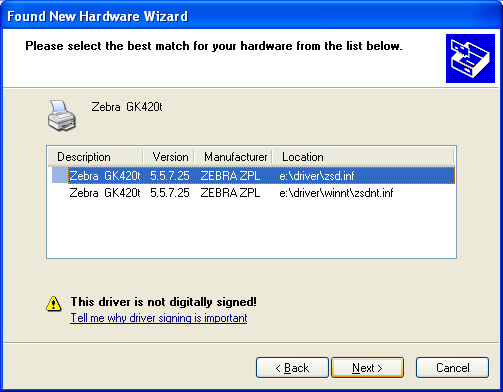 Found New Hardware Wizard
Please select the best match for your hardware from the list below.
Zebra GK420t
Description Version Manufacturer Location
Zebra GK420t 5.5.7.25 ZEBRA ZPL e:\driver\zsd.inf
Zebra GK420t 5.5.7.25 ZEBRA ZPL e:\driver\winnt\zsdnt.inf
This driver is not digitally signed!
Tell me why driver signing is important
< Back Next > Cancel